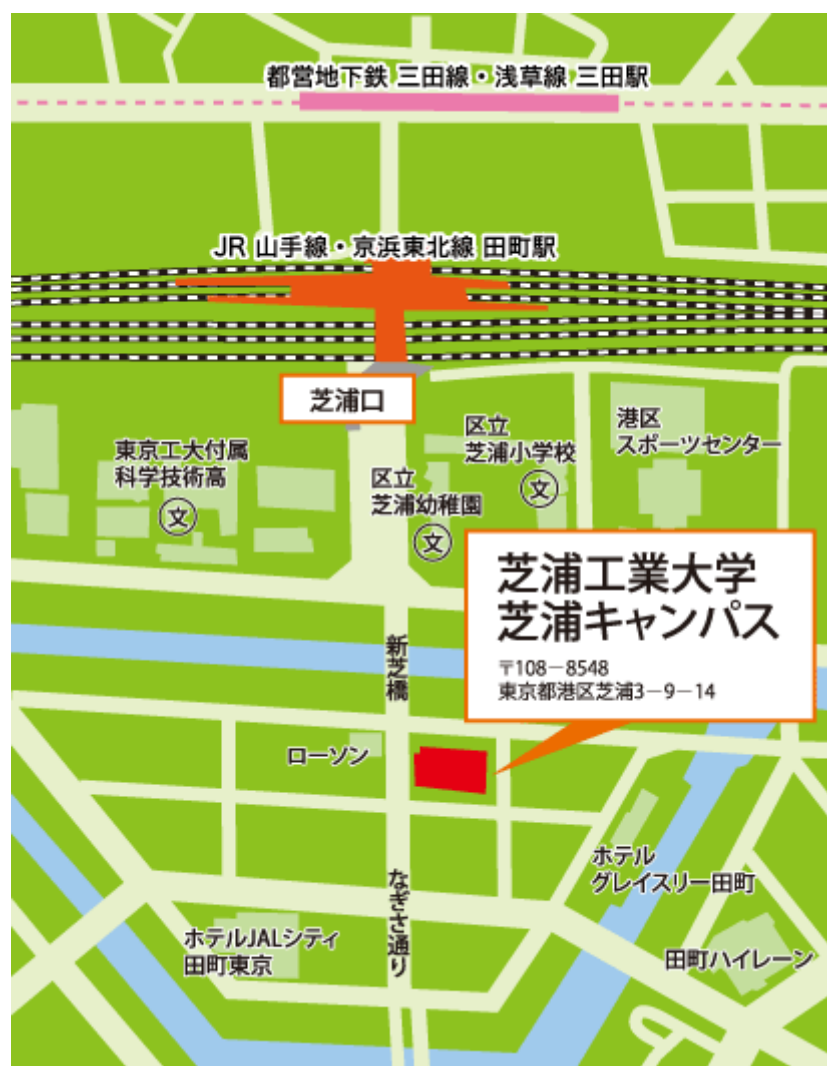 都営地下鉄 三田線・浅草線 三田駅
JR 山手線・京浜東北線 田町駅
芝浦口
区立
芝浦小学校
港区
スポーツセンター
東京工大付属
科学技術高
文
区立
芝浦幼稚園
文
文
芝浦工業大学
芝浦キャンパス
〒108－8548
東京都港区芝浦3－9－14
新芝橋
ローソン
なぎさ通り
ホテル
グレイスリー田町
ホテルJALシティ
田町東京
田町ハイレーン